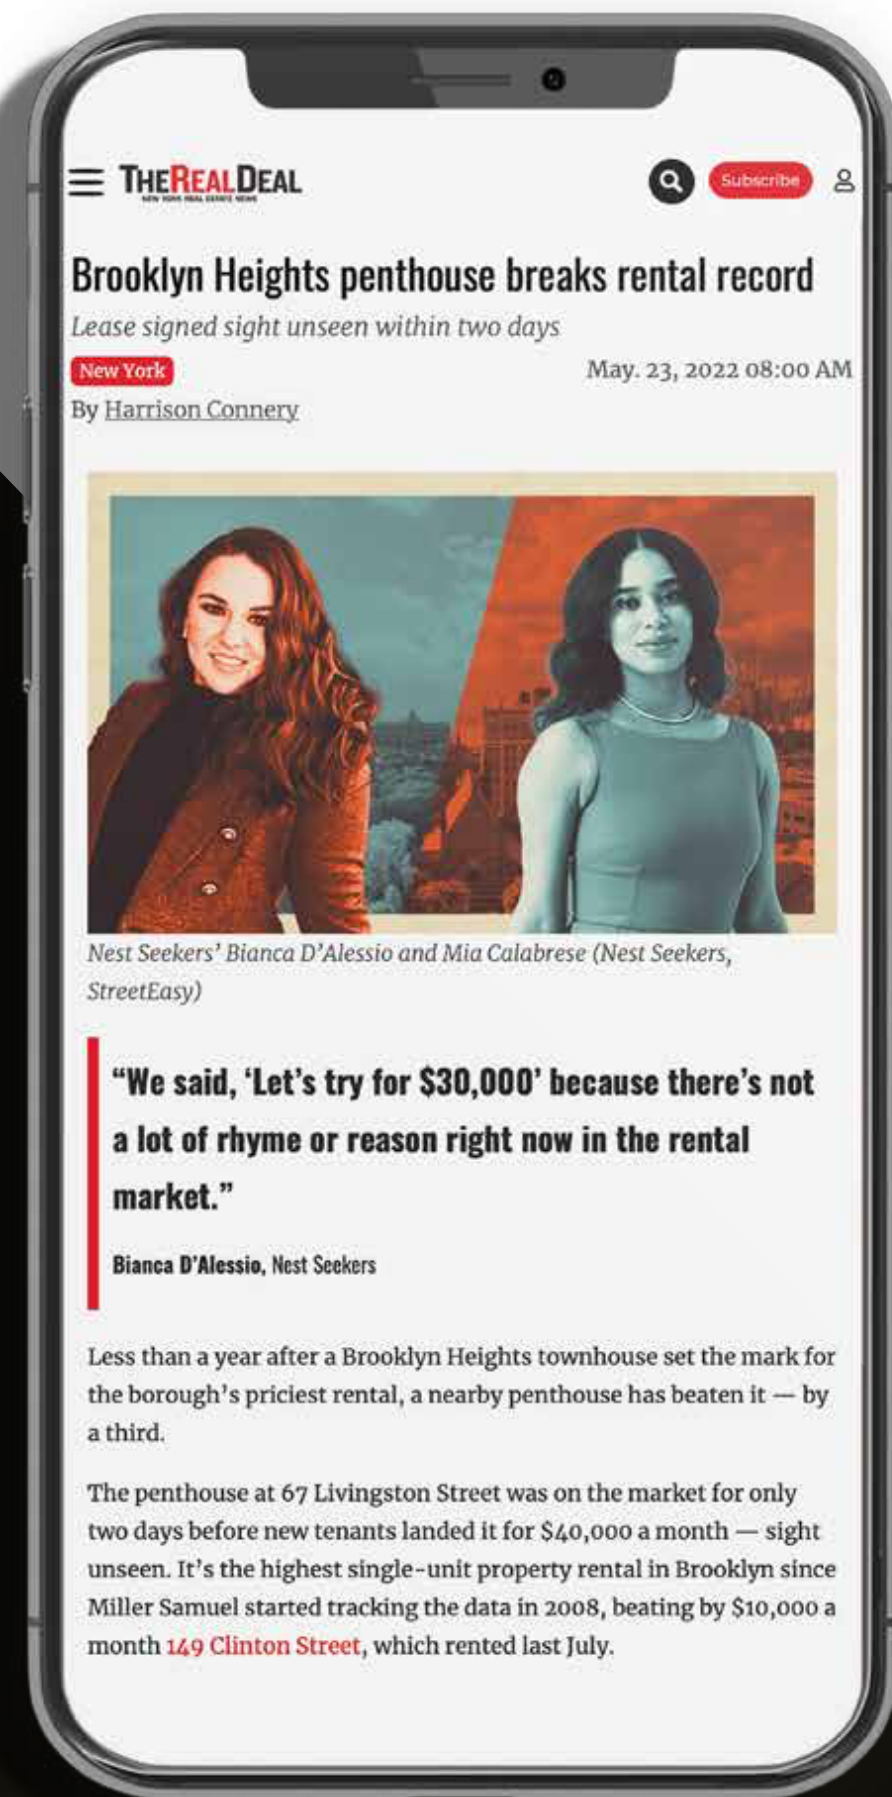 THEREALDEAL
NEW YORK REAL ESTATE NEWS
Subscribe
Brooklyn Heights penthouse breaks rental record
Lease signed sight unseen within two days
New York
May. 23, 2022 08:00 AM
By Harrison Connery
Nest Seekers’ Bianca D’Alessio and Mia Calabrese (Nest Seekers,
StreetEasy)
“We said, ‘Let’s try for $30,000’ because there’s not
a lot of rhyme or reason right now in the rental
market.”
Bianca D’Alessio, Nest Seekers
Less than a year after a Brooklyn Heights townhouse set the mark for
the borough’s priciest rental, a nearby penthouse has beaten it — by
a third.
The penthouse at 67 Livingston Street was on the market for only
two days before new tenants landed it for $40,000 a month — sight
unseen. It’s the highest single-unit property rental in Brooklyn since
Miller Samuel started tracking the data in 2008, beating by $10,000 a
month 149 Clinton Street, which rented last July.